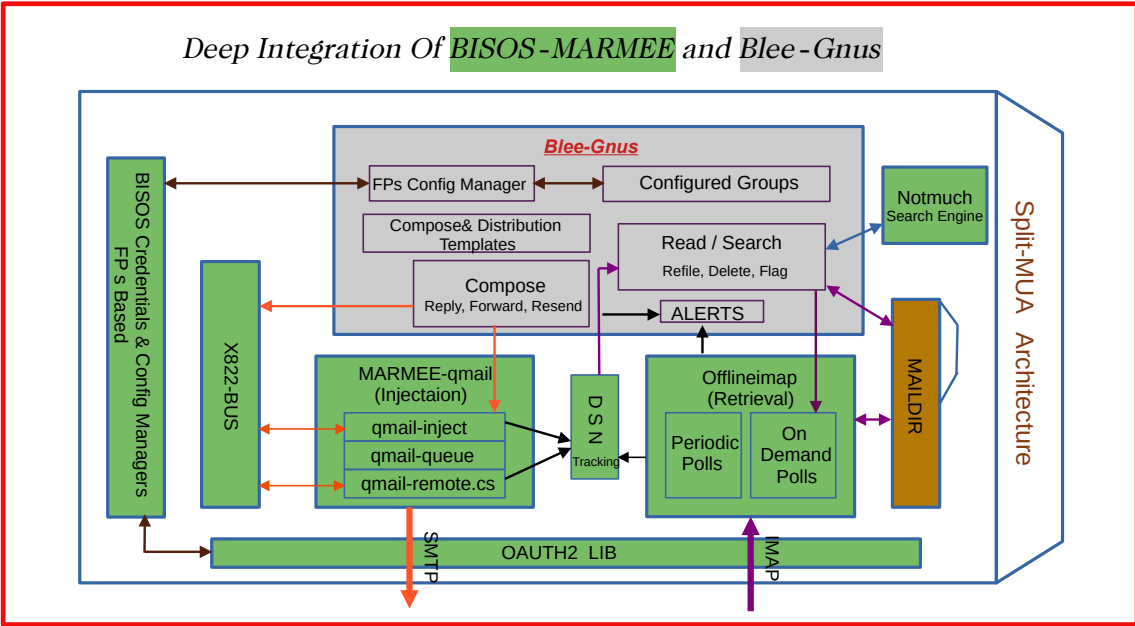 Deep Integration Of BISOS-MARMEE and Blee-Gnus
Blee-Gnus
FPs Config Manager
Configured Groups
Compose& Distribution
Templates
Read / Search
Refile, Delete, Flag
Compose
Reply, Forward, Resend
ALERTS
Notmuch
Search Engine
BISOS Credentials & Config Managers
FP s Based
X822-BUS
MARMEE-qmail
(Injectaion)
qmail-inject
qmail-queue
qmail-remote.cs
D S N
Tracking
Offlineimap
(Retrieval)
Periodic
Polls
On
Demand
Polls
MAILDIR
Split-MUA Architecture
OAUTH2 LIB
SMTP
IMAP